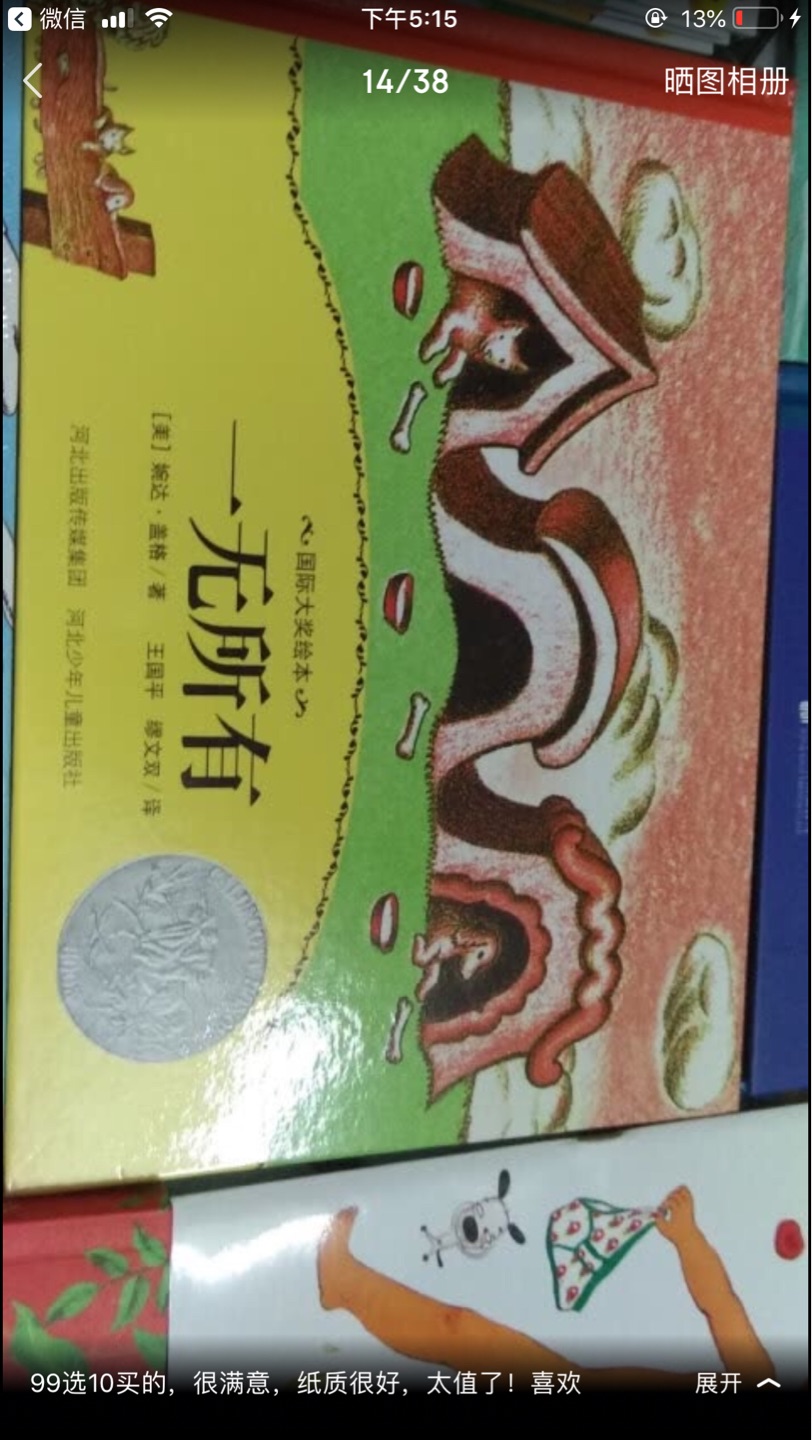 微信
下午5:15
13%
14/38
晒图相册
国际大奖绘本
一无所有
[美] 婉达·盖格/著 王国平 缪文双/译
河北出版传媒集团 河北少年儿童出版社
99选10买的，很满意，纸质很好，太值了！喜欢
展开